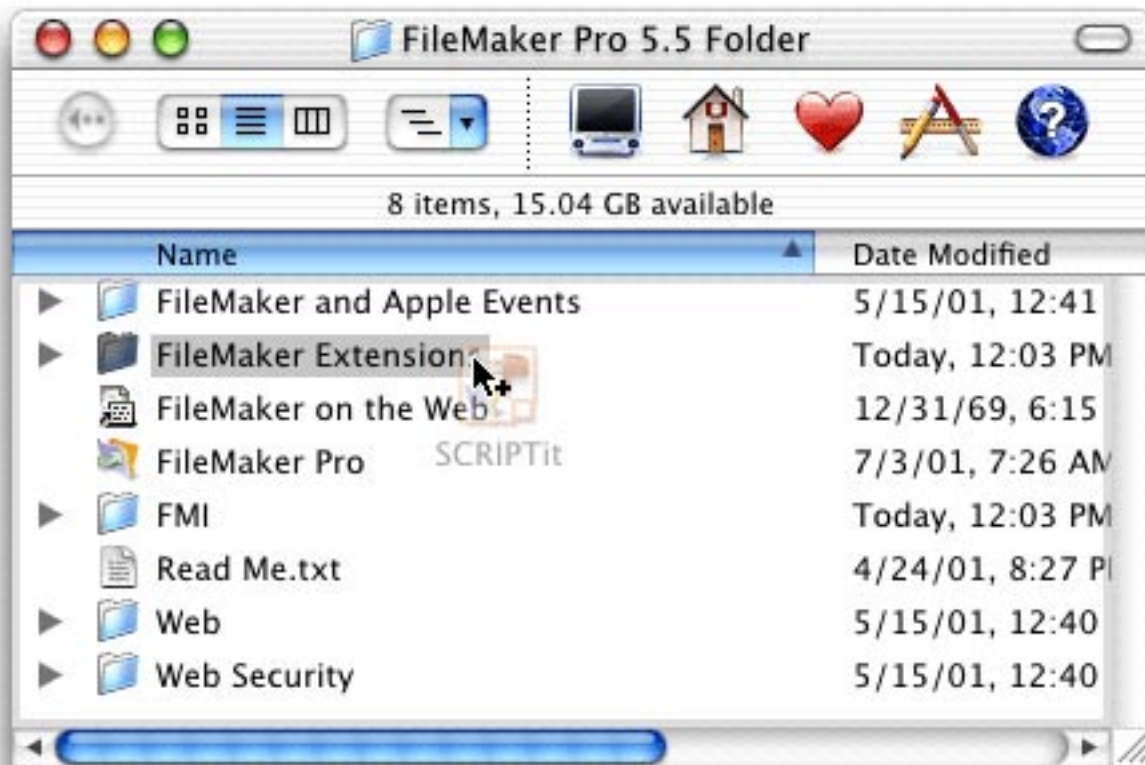 FileMaker Pro 5.5 Folder
8 items, 15.04 GB available
Name Date Modified
FileMaker and Apple Events 5/15/01, 12:41
FileMaker Extensions Today, 12:03 PM
FileMaker on the Web 12/31/69, 6:15
SCRIPTit
FileMaker Pro 7/3/01, 7:26 AM
FMI Today, 12:03 PM
Read Me.txt 4/24/01, 8:27 P
Web 5/15/01, 12:40
Web Security 5/15/01, 12:40